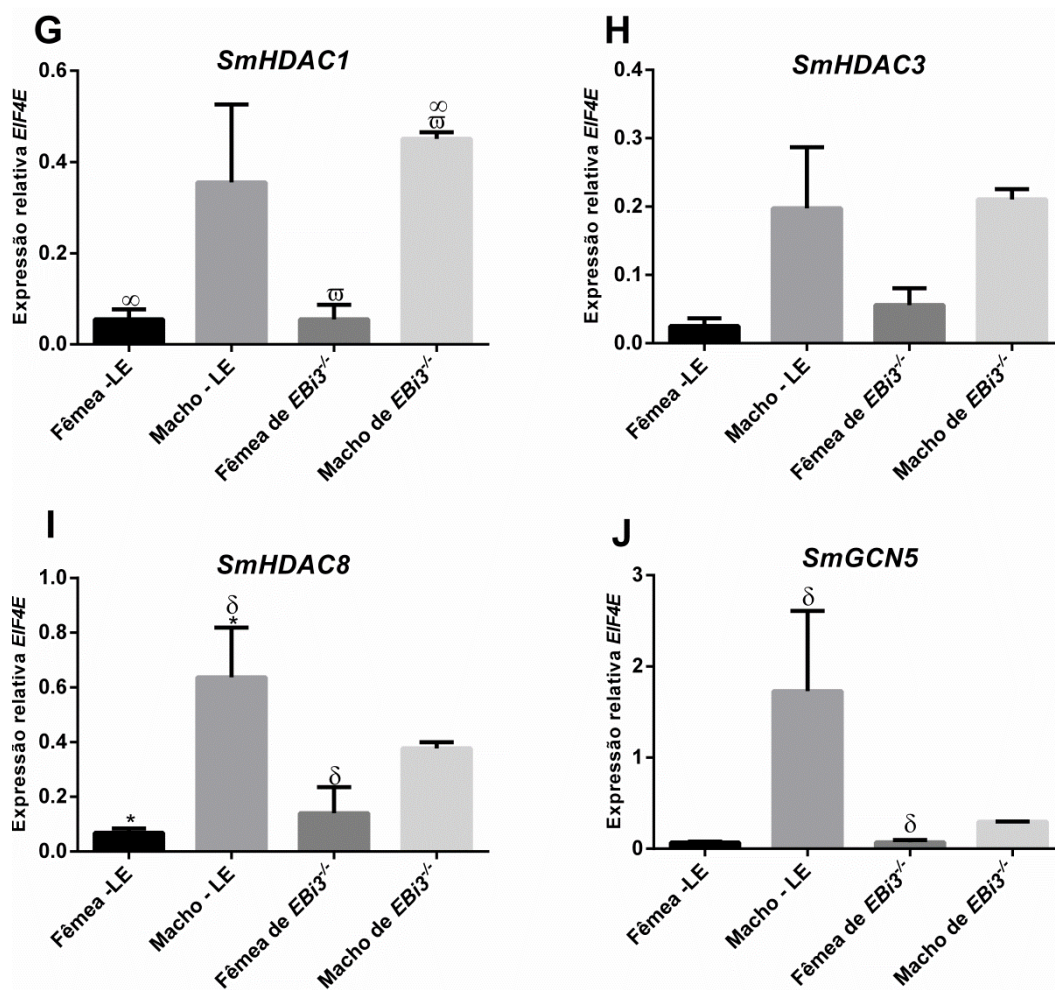 G
SmHDAC1
Expressão relativa EIF4E
0.6
0.4
0.2
0.0
∞
ϖ
∞
ϖ
Fêmea -LE
Macho - LE
Fêmea de EBi3-/-
Macho de EBi3-/-
H
SmHDAC3
Expressão relativa EIF4E
0.4
0.3
0.2
0.1
0.0
Fêmea -LE
Macho - LE
Fêmea de EBi3-/-
Macho de EBi3-/-
I
SmHDAC8
Expressão relativa EIF4E
1.0
0.8
0.6
0.4
0.2
0.0
*
δ
*
δ
Fêmea -LE
Macho - LE
Fêmea de EBi3-/-
Macho de EBi3-/-
J
SmGCN5
Expressão relativa EIF4E
3
2
1
0
δ
δ
Fêmea -LE
Macho - LE
Fêmea de EBi3-/-
Macho de EBi3-/-